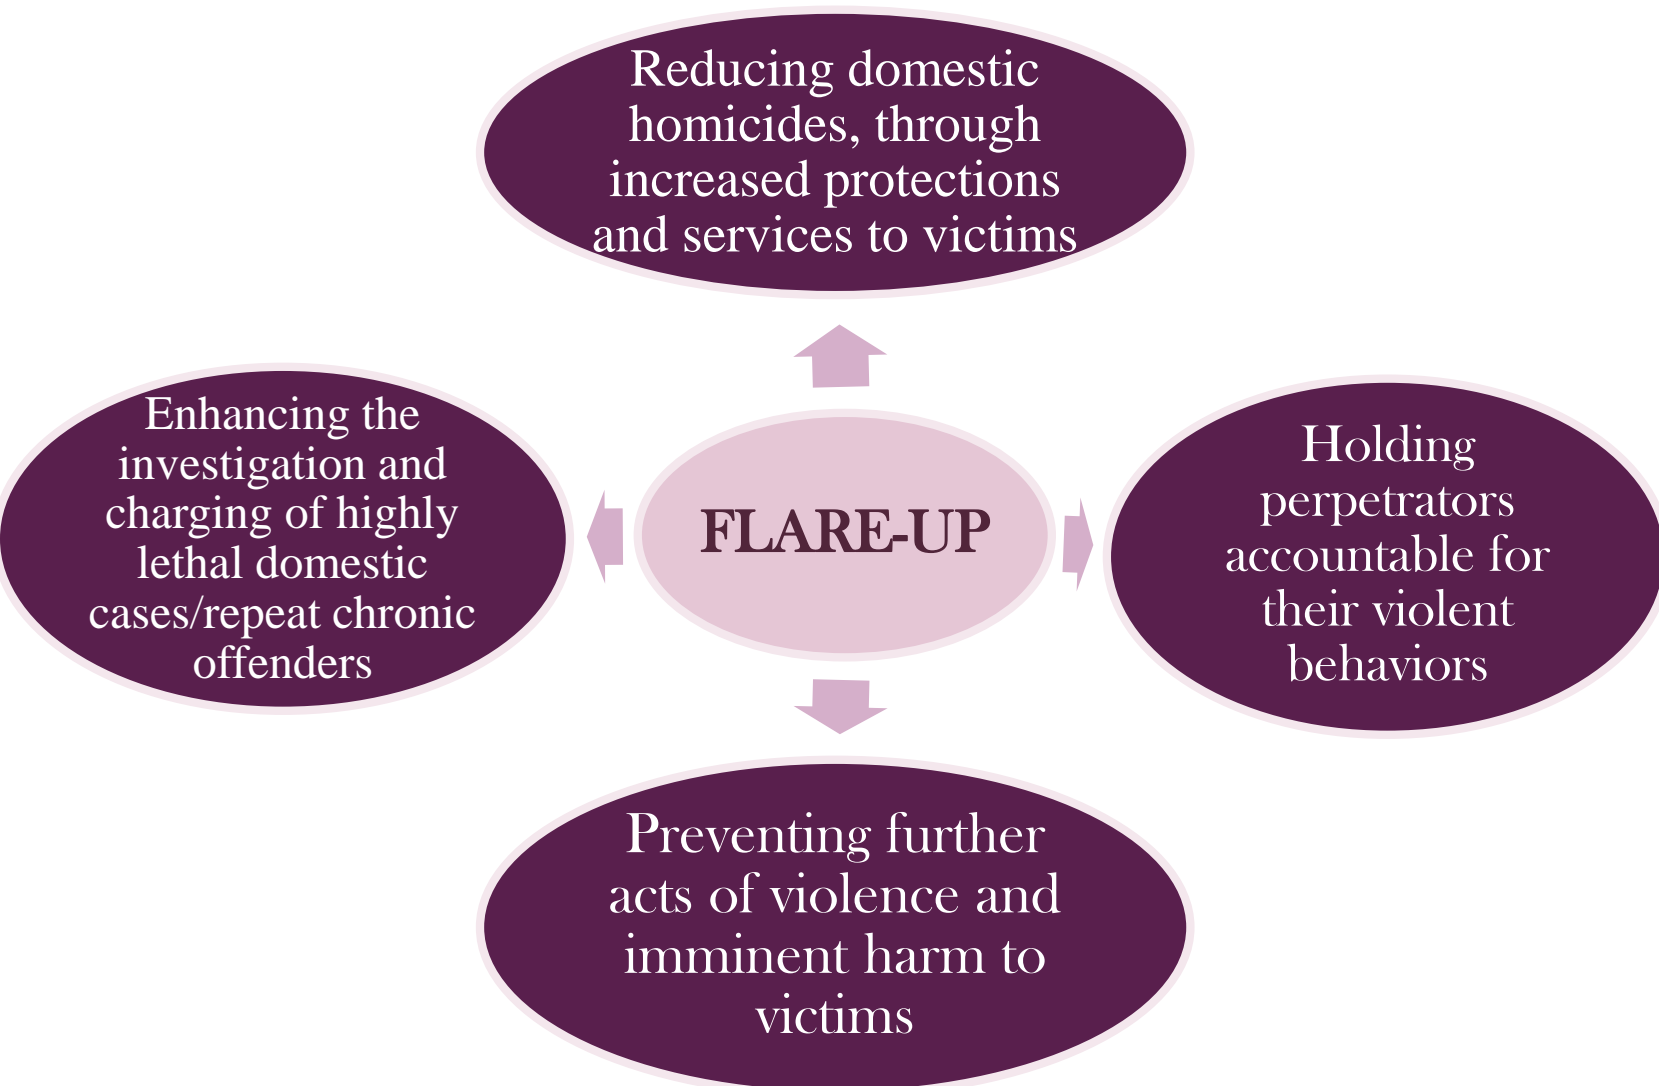 Reducing domestic
homicides, through
increased protections
and services to victims
Enhancing the
investigation and
charging of highly
lethal domestic
cases/repeat chronic
offenders
FLARE-UP
Holding
perpetrators
accountable for
their violent
behaviors
Preventing further
acts of violence and
imminent harm to
victims